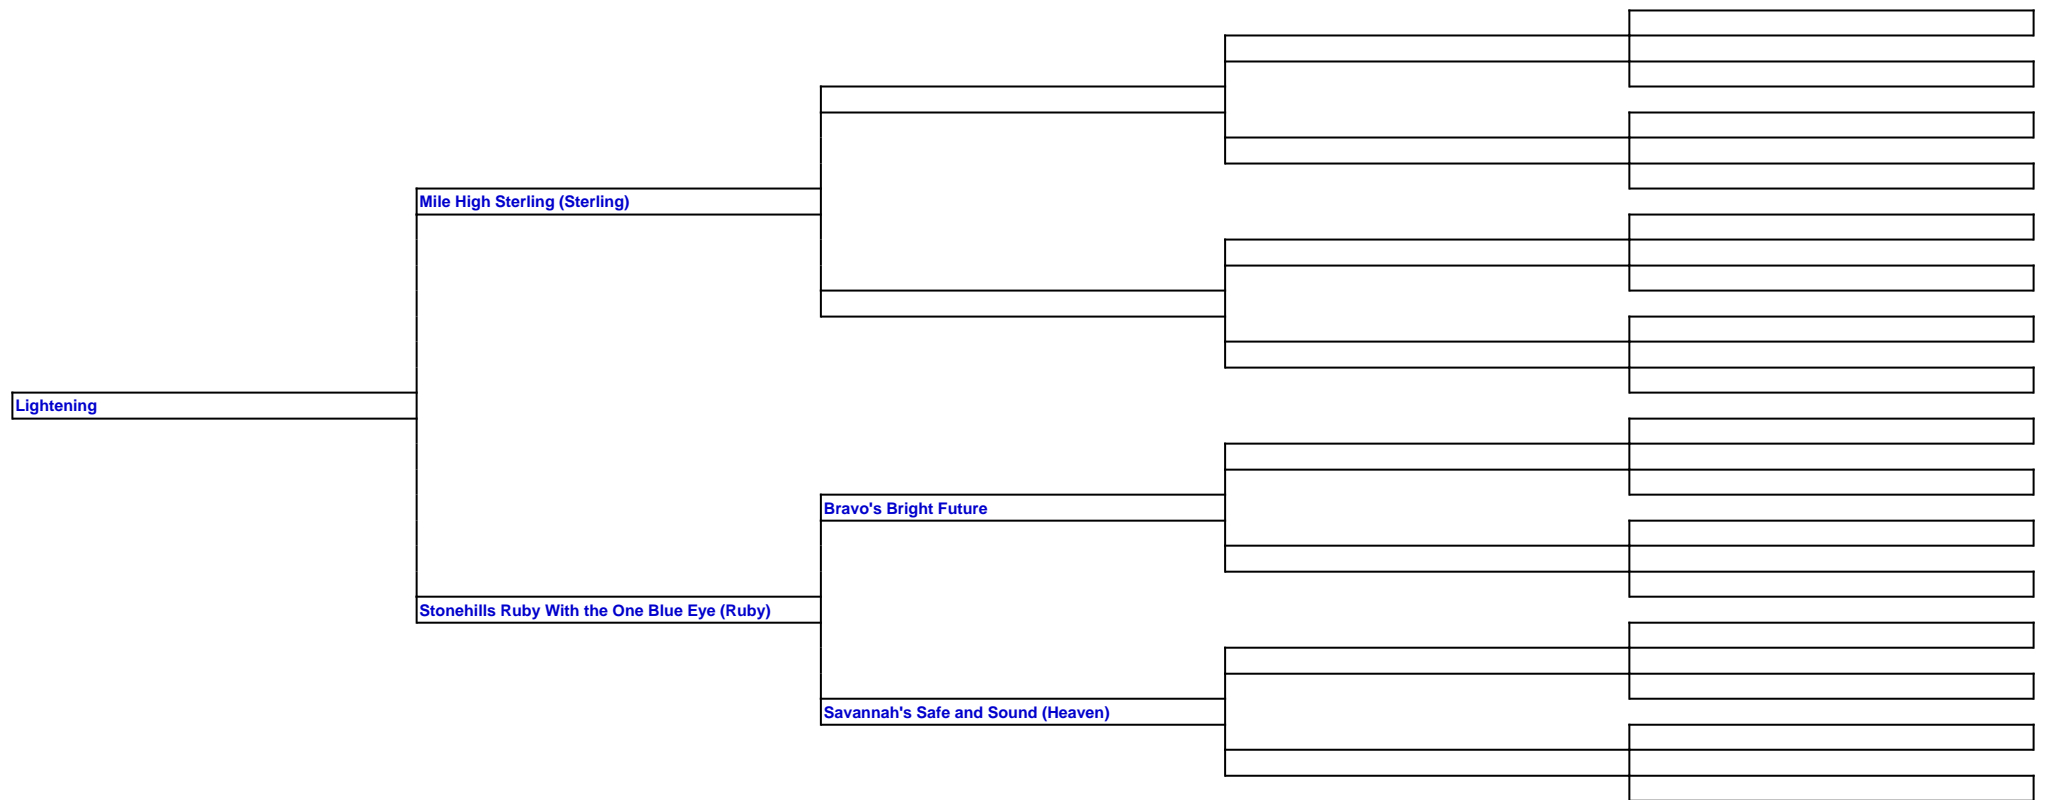 Mile High Sterling (Sterling)
Lightening
Bravo's Bright Future
Stonehills Ruby With the One Blue Eye (Ruby)
Savannah's Safe and Sound (Heaven)